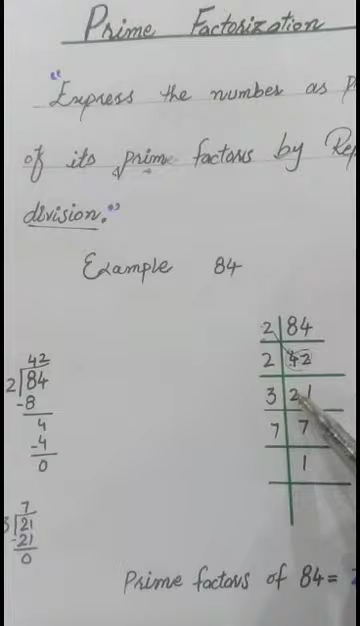 Prime Factorization
"Express the number as
of its prime factors by
division."
Example 84
2 | 84
2 | 42
3 | 21
7 | 7
1
42
2 | 84
-8
4
-4
0
7
3 | 21
-21
0
Prime factors of 84 =